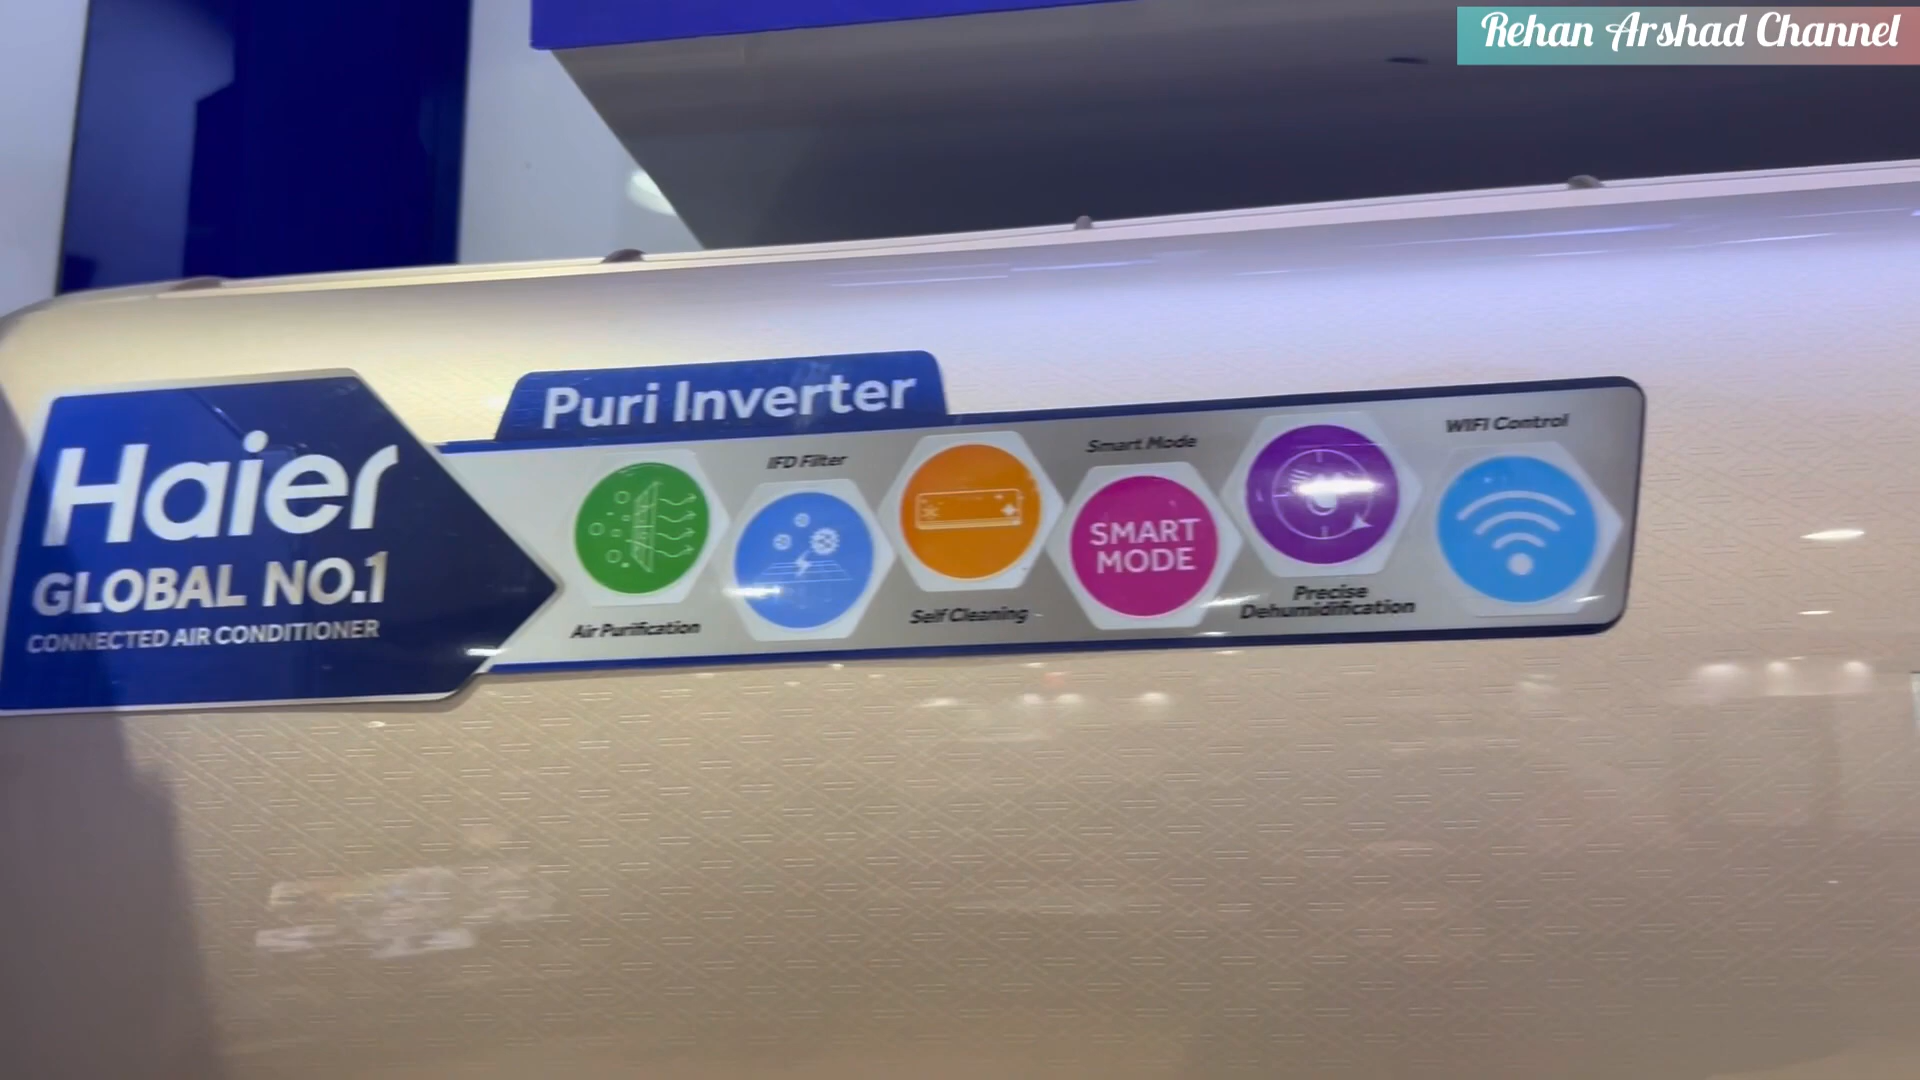 Rehan Arshad Channel
Haier
GLOBAL NO.1
CONNECTED AIR CONDITIONER
Puri Inverter
Air Purification
IFD Filter
Self Cleaning
Smart Mode
SMART
MODE
Precise
Dehumidification
WIFI Control